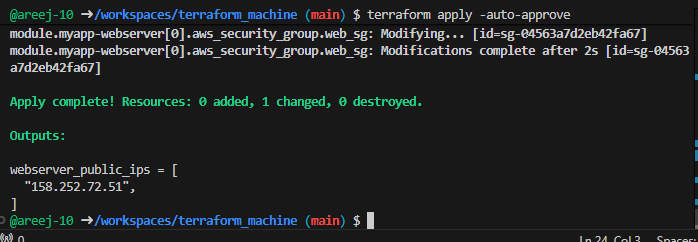 @areej-10 ➜/workspaces/terraform_machine (main) $ terraform apply -auto-approve
module.myapp-webserver[0].aws_security_group.web_sg: Modifying... [id=sg-04563a7d2eb42fa67]
module.myapp-webserver[0].aws_security_group.web_sg: Modifications complete after 2s [id=sg-04563
a7d2eb42fa67]
Apply complete! Resources: 0 added, 1 changed, 0 destroyed.
Outputs:
webserver_public_ips = [
"158.252.72.51",
]
@areej-10 ➜/workspaces/terraform_machine (main) $
0
Ln 24, Col 3
Spaces: